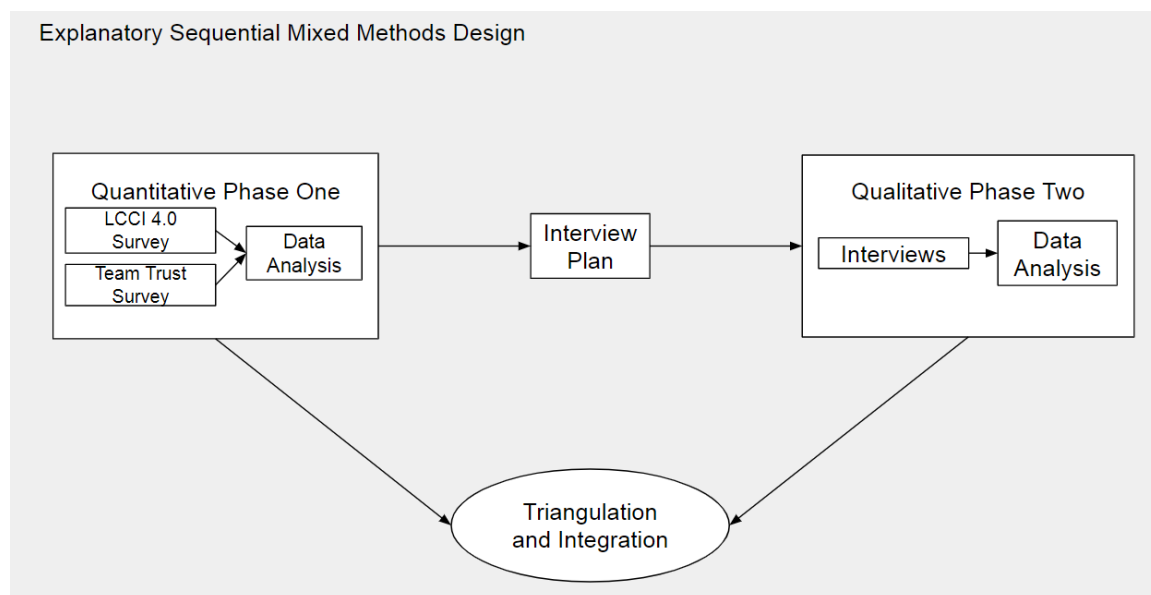 Explanatory Sequential Mixed Methods Design
Quantitative Phase One
LCCI 4.0
Survey
Team Trust
Survey
Data
Analysis
Interview
Plan
Qualitative Phase Two
Interviews
Data
Analysis
Triangulation
and Integration